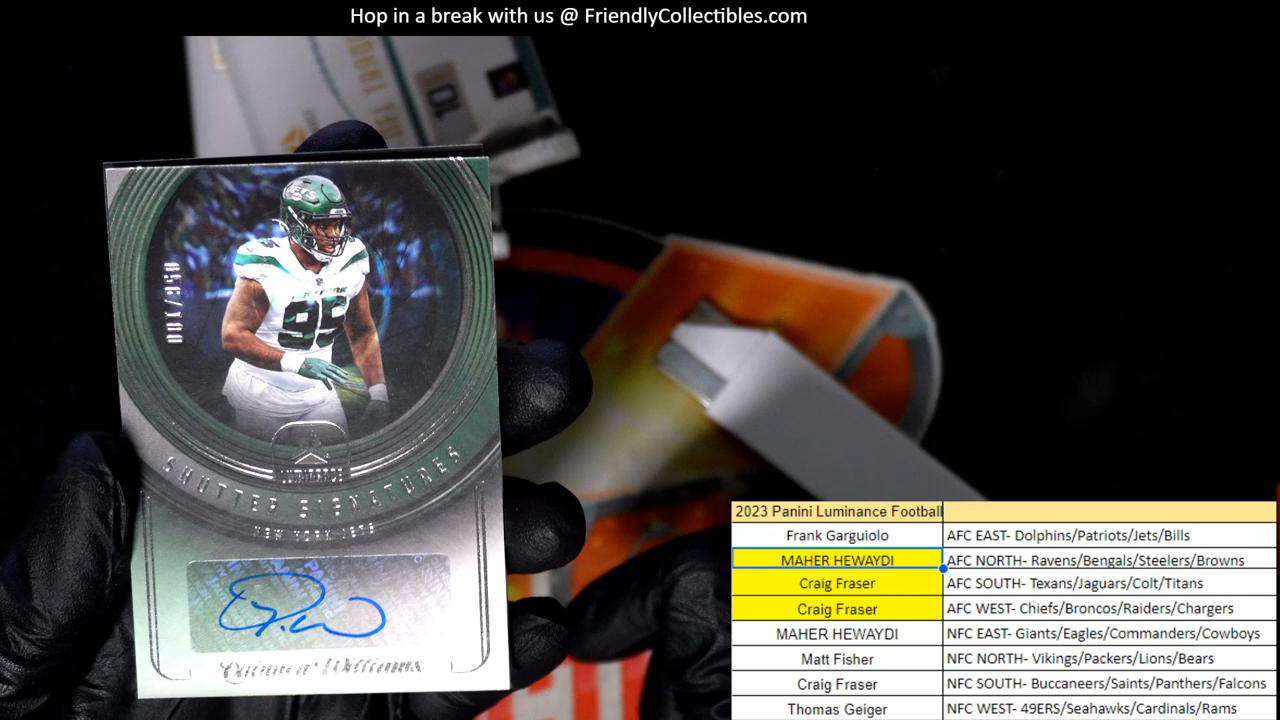 Hop in a break with us @ FriendlyCollectibles.com
JETS
95
LUMINANCE
SHUTTER SIGNATURES
NEW YORK JETS
Quinnen Williams
2023 Panini Luminance Football
Frank Garguiolo AFC EAST- Dolphins/Patriots/Jets/Bills
MAHER HEWAYDI AFC NORTH- Ravens/Bengals/Steelers/Browns
Craig Fraser AFC SOUTH- Texans/Jaguars/Colt/Titans
Craig Fraser AFC WEST- Chiefs/Broncos/Raiders/Chargers
MAHER HEWAYDI NFC EAST- Giants/Eagles/Commanders/Cowboys
Matt Fisher NFC NORTH- Vikings/Packers/Lions/Bears
Craig Fraser NFC SOUTH- Buccaneers/Saints/Panthers/Falcons
Thomas Geiger NFC WEST- 49ERS/Seahawks/Cardinals/Rams